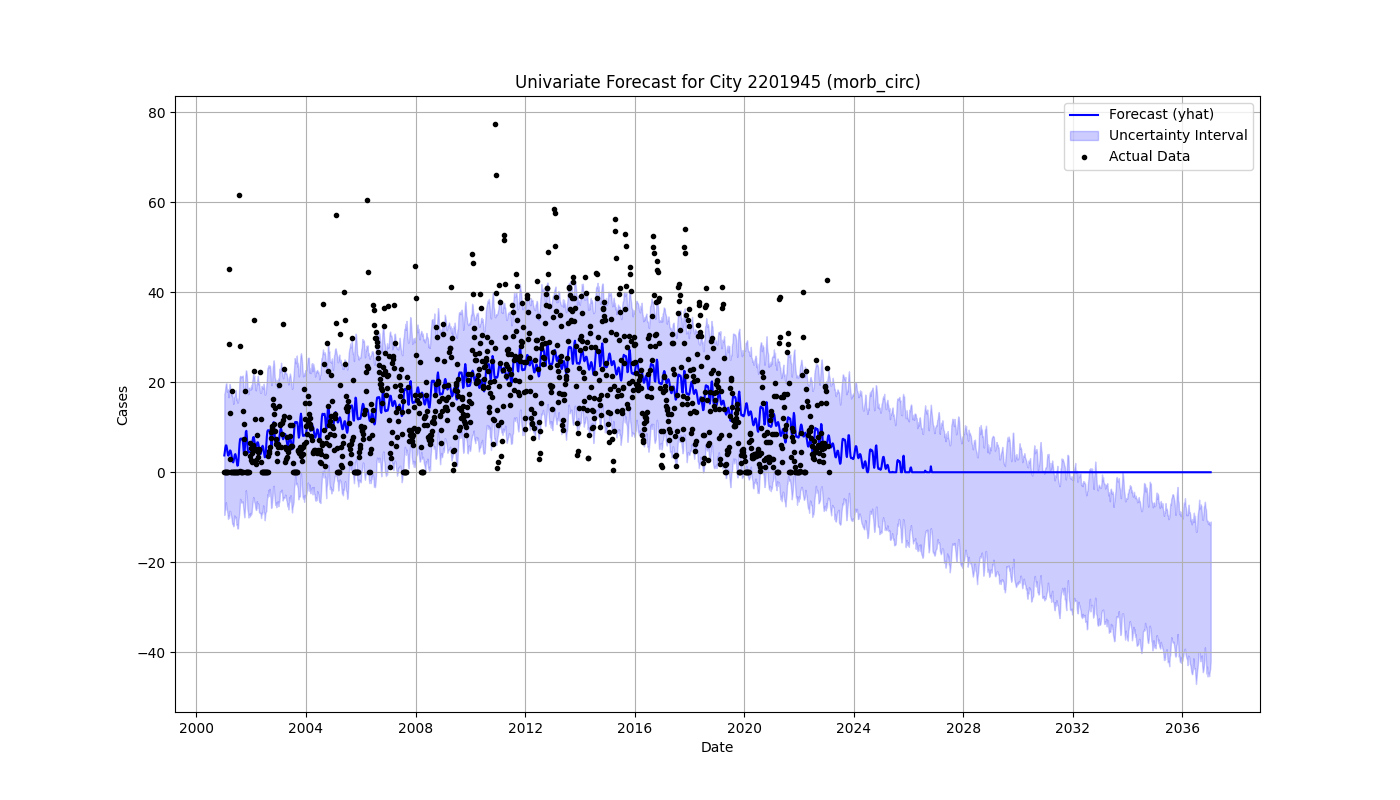 Univariate Forecast for City 2201945 (morb_circ)
Forecast (yhat)
Uncertainty Interval
Actual Data
Cases
80
60
40
20
0
−20
−40
2000 2004 2008 2012 2016 2020 2024 2028 2032 2036
Date